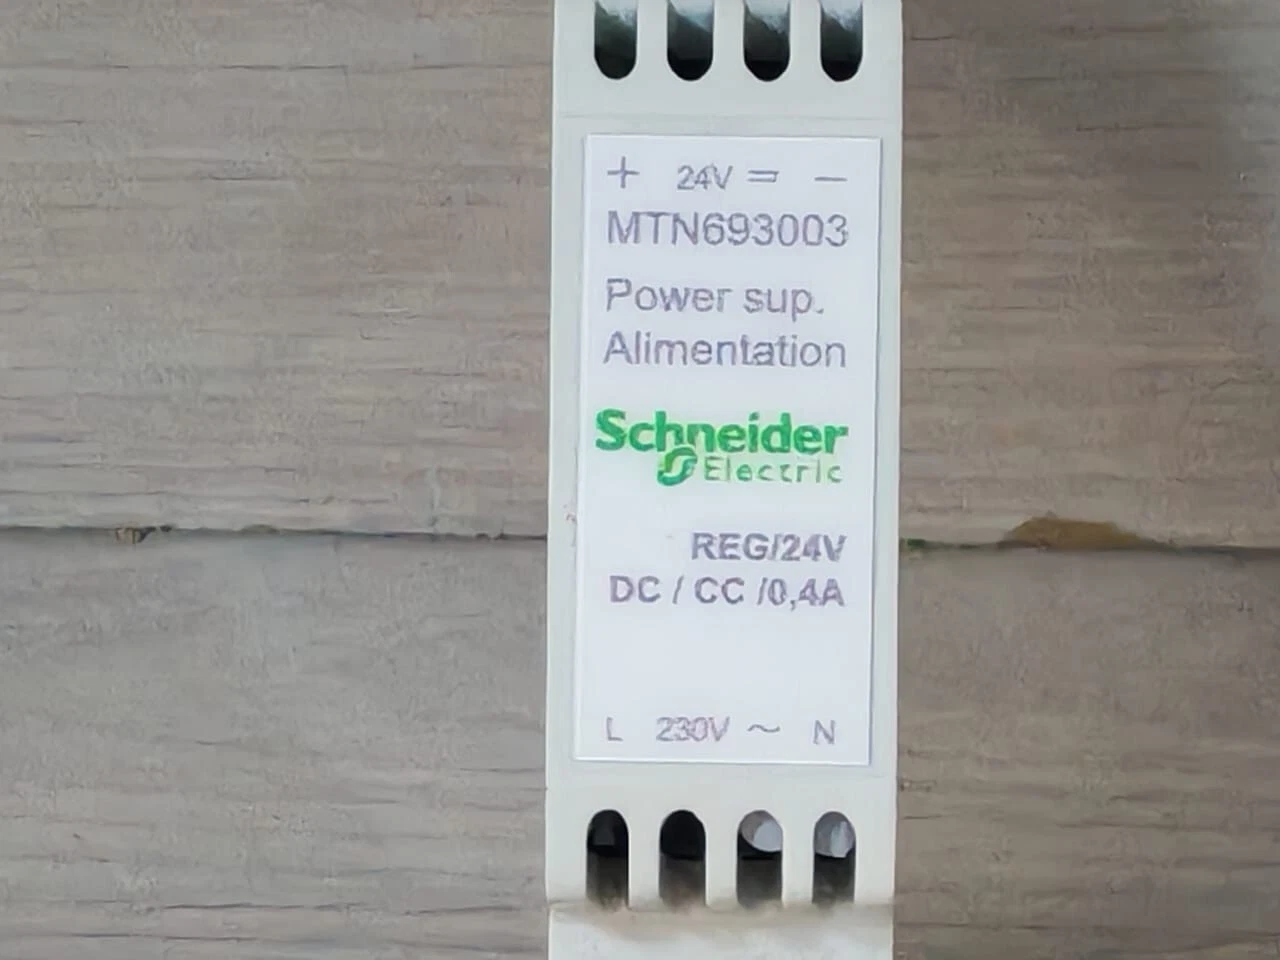 + 24V = −
MTN693003
Power sup.
Alimentation
Schneider
Electric
REG/24V
DC / CC /0,4A
L 230V ~ N